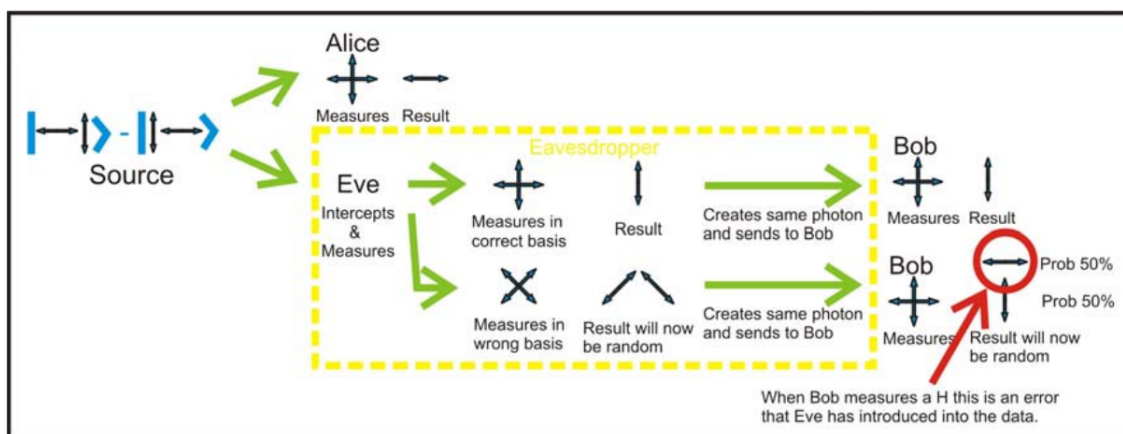 Alice
Measures Result
Source
Eavesdropper
Eve
Intercepts
&
Measures
Measures in
correct basis
Result
Creates same photon
and sends to Bob
Bob
Measures Result
Measures in
wrong basis
Result will now
be random
Creates same photon
and sends to Bob
Bob
Prob 50%
Prob 50%
Measures
Result will now
be random
When Bob measures a H this is an error
that Eve has introduced into the data.